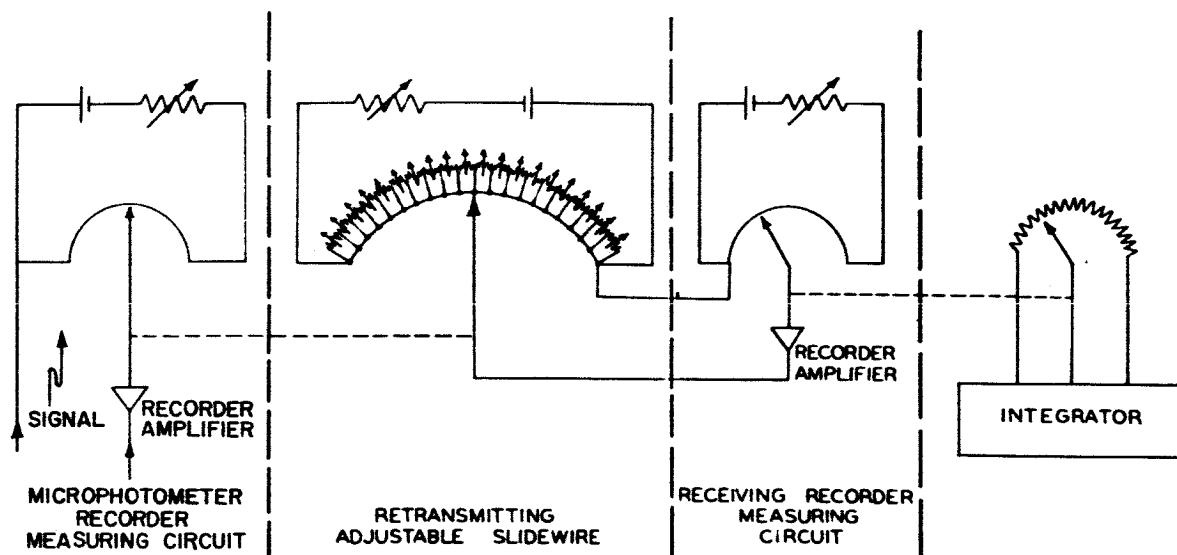 SIGNAL
RECORDER
AMPLIFIER
MICROPHOTOMETER
RECORDER
MEASURING CIRCUIT
RETRANSMITTING
ADJUSTABLE SLIDEWIRE
RECORDER
AMPLIFIER
RECEIVING RECORDER
MEASURING
CIRCUIT
INTEGRATOR